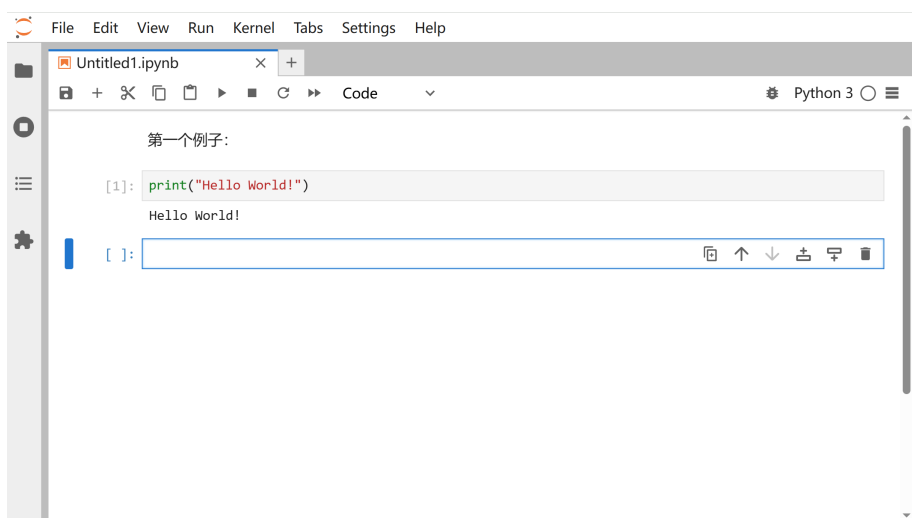 File Edit View Run Kernel Tabs Settings Help
Untitled1.ipynb
Code
Python 3
第一个例子：
[1]: print("Hello World!")
Hello World!
[ ]: